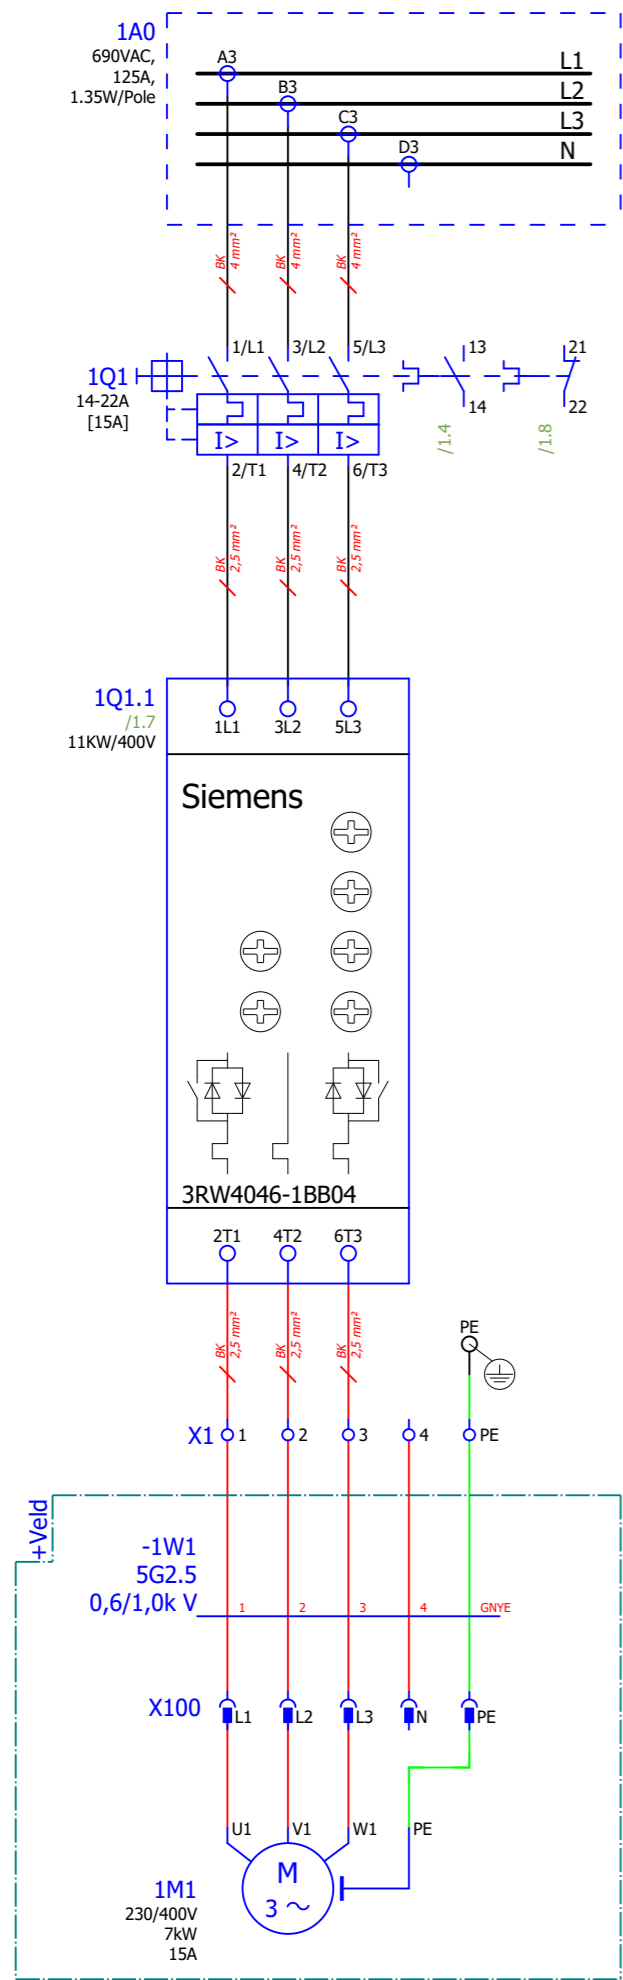 1A0
690VAC,
125A,
1.35W/Pole
A3
L1
B3
L2
C3
L3
D3
N
BK
4 mm²
BK
4 mm²
BK
4 mm²
1Q1
14-22A
[15A]
1/L1
3/L2
5/L3
13
21
14
22
I>
I>
I>
/1.4
/1.8
2/T1
4/T2
6/T3
BK
2,5 mm²
BK
2,5 mm²
BK
2,5 mm²
1Q1.1
/1.7
11KW/400V
1L1
3L2
5L3
Siemens
3RW4046-1BB04
2T1
4T2
6T3
BK
2,5 mm²
BK
2,5 mm²
BK
2,5 mm²
PE
X1
1
2
3
4
PE
+Veld
-1W1
5G2.5
0,6/1,0k V
1
2
3
4
GNYE
X100
L1
L2
L3
N
PE
U1
V1
W1
PE
M
3 ~
1M1
230/400V
7kW
15A